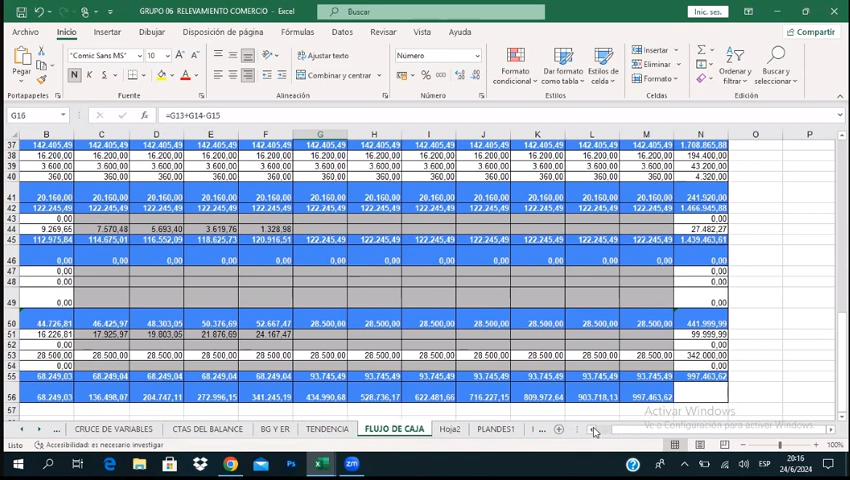 GRUPO 06 RELEVAMIENTO COMERCIO - Excel
Buscar
Inic. ses.
Archivo Inicio Insertar Dibujar Disposición de página Fórmulas Datos Revisar Vista Ayuda Power Pivot Compartir
Pegar
"Comic Sans MS" 10
N K S
Ajustar texto
Combinar y centrar
Número
% 000
Formato condicional
Dar formato como tabla
Estilos de celda
Insertar
Eliminar
Formato
Ordenar y filtrar
Buscar y seleccionar
Portapapeles Fuente Alineación Número Estilos Celdas Edición
G16 =G13+G14-G15
B C D E F G H I J K L M N O P
37 142.405,49 142.405,49 142.405,49 142.405,49 142.405,49 142.405,49 142.405,49 142.405,49 142.405,49 142.405,49 142.405,49 142.405,49 1.708.865,88
38 16.200,00 16.200,00 16.200,00 16.200,00 16.200,00 16.200,00 16.200,00 16.200,00 16.200,00 16.200,00 16.200,00 16.200,00 194.400,00
39 3.600,00 3.600,00 3.600,00 3.600,00 3.600,00 3.600,00 3.600,00 3.600,00 3.600,00 3.600,00 3.600,00 3.600,00 43.200,00
40 360,00 360,00 360,00 360,00 360,00 360,00 360,00 360,00 360,00 360,00 360,00 360,00 4.320,00
41 20.160,00 20.160,00 20.160,00 20.160,00 20.160,00 20.160,00 20.160,00 20.160,00 20.160,00 20.160,00 20.160,00 20.160,00 241.920,00
42 122.245,49 122.245,49 122.245,49 122.245,49 122.245,49 122.245,49 122.245,49 122.245,49 122.245,49 122.245,49 122.245,49 122.245,49 1.466.945,88
43 0,00 0,00
44 9.269,65 7.570,48 5.693,40 3.619,76 1.328,98 27.482,27
45 112.975,84 114.675,01 116.552,09 118.625,73 120.916,51 122.245,49 122.245,49 122.245,49 122.245,49 122.245,49 122.245,49 122.245,49 1.439.463,61
46 0,00 0,00 0,00 0,00 0,00 0,00 0,00 0,00 0,00 0,00 0,00 0,00 0,00
47 0,00 0,00
48 0,00 0,00
49 0,00 0,00
50 44.726,81 46.425,97 48.303,05 50.376,69 52.667,47 28.500,00 28.500,00 28.500,00 28.500,00 28.500,00 28.500,00 28.500,00 441.999,99
51 16.226,81 17.925,97 19.803,05 21.876,69 24.167,47 99.999,99
52 0,00 0,00
53 28.500,00 28.500,00 28.500,00 28.500,00 28.500,00 28.500,00 28.500,00 28.500,00 28.500,00 28.500,00 28.500,00 28.500,00 342.000,00
54 0,00 0,00
55 68.249,03 68.249,04 68.249,04 68.249,04 68.249,04 93.745,49 93.745,49 93.745,49 93.745,49 93.745,49 93.745,49 93.745,49 997.463,62
56 68.249,03 136.498,07 204.747,11 272.996,15 341.245,19 434.990,68 528.736,17 622.481,66 716.227,15 809.972,64 903.718,13 997.463,62
57
Activar Windows
Ve a Configuración para activar Windows.
... CRUCE DE VARIABLES CTAS DEL BALANCE BG Y ER TENDENCIA FLUJO DE CAJA Hoja2 PLANDES1 I ...
Listo Accesibilidad: es necesario investigar 100%
ESP 20:16
24/6/2024